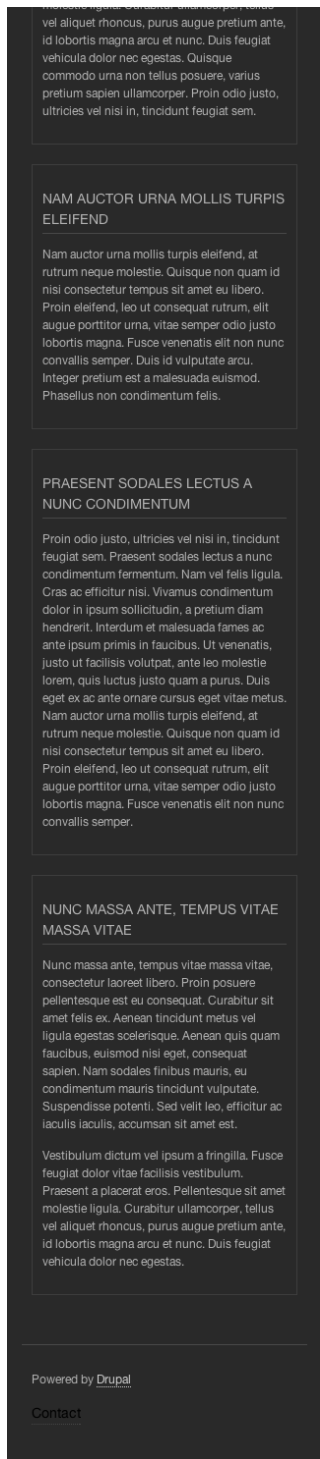 molestie ligula. Curabitur ullamcorper, tellus
vel aliquet rhoncus, purus augue pretium ante,
id lobortis magna arcu et nunc. Duis feugiat
vehicula dolor nec egestas. Quisque
commodo urna non tellus posuere, varius
pretium sapien ullamcorper. Proin odio justo,
ultricies vel nisi in, tincidunt feugiat sem.
NAM AUCTOR URNA MOLLIS TURPIS
ELEIFEND
Nam auctor urna mollis turpis eleifend, at
rutrum neque molestie. Quisque non quam id
nisi consectetur tempus sit amet eu libero.
Proin eleifend, leo ut consequat rutrum, elit
augue porttitor urna, vitae semper odio justo
lobortis magna. Fusce venenatis elit non nunc
convallis semper. Duis id vulputate arcu.
Integer pretium est a malesuada euismod.
Phasellus non condimentum felis.
PRAESENT SODALES LECTUS A
NUNC CONDIMENTUM
Proin odio justo, ultricies vel nisi in, tincidunt
feugiat sem. Praesent sodales lectus a nunc
condimentum fermentum. Nam vel felis ligula.
Cras ac efficitur nisi. Vivamus condimentum
dolor in ipsum sollicitudin, a pretium diam
hendrerit. Interdum et malesuada fames ac
ante ipsum primis in faucibus. Ut venenatis,
justo ut facilisis volutpat, ante leo molestie
lorem, quis luctus justo quam a purus. Duis
eget ex ac ante ornare cursus eget vitae metus.
Nam auctor urna mollis turpis eleifend, at
rutrum neque molestie. Quisque non quam id
nisi consectetur tempus sit amet eu libero.
Proin eleifend, leo ut consequat rutrum, elit
augue porttitor urna, vitae semper odio justo
lobortis magna. Fusce venenatis elit non nunc
convallis semper.
NUNC MASSA ANTE, TEMPUS VITAE
MASSA VITAE
Nunc massa ante, tempus vitae massa vitae,
consectetur laoreet libero. Proin posuere
pellentesque est eu consequat. Curabitur sit
amet felis ex. Aenean tincidunt metus vel
ligula egestas scelerisque. Aenean quis quam
faucibus, euismod nisi eget, consequat
sapien. Nam sodales finibus mauris, eu
condimentum mauris tincidunt vulputate.
Suspendisse potenti. Sed velit leo, efficitur ac
iaculis iaculis, accumsan sit amet est.
Vestibulum dictum vel ipsum a fringilla. Fusce
feugiat dolor vitae facilisis vestibulum.
Praesent a placerat eros. Pellentesque sit amet
molestie ligula. Curabitur ullamcorper, tellus
vel aliquet rhoncus, purus augue pretium ante,
id lobortis magna arcu et nunc. Duis feugiat
vehicula dolor nec egestas.
Powered by Drupal
Contact